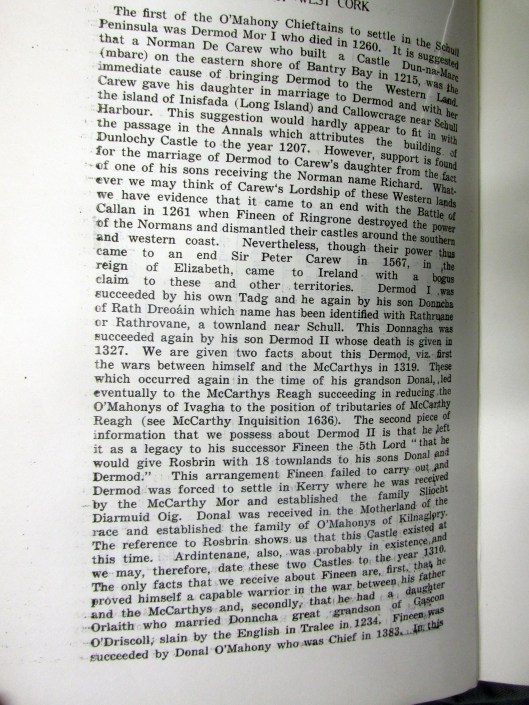 WEST CORK
The first of the O'Mahony Chieftains to settle in the Schull
Peninsula was Dermod Mor I who died in 1260. It is suggested
that a Norman De Carew who built a Castle Dun-na-Mare
(mbarc) on the eastern shore of Bantry Bay in 1215, was the
immediate cause of bringing Dermod to the Western Land.
Carew gave his daughter in marriage to Dermod and with her
the island of Inisfada (Long Island) and Callowcrage near Schull
Harbour. This suggestion would hardly appear to fit in with
the passage in the Annals which attributes the building of
Dunlochy Castle to the year 1207. However, support is found
for the marriage of Dermod to Carew's daughter from the fact
of one of his sons receiving the Norman name Richard. What-
ever we may think of Carew's Lordship of these Western lands
we have evidence that it came to an end with the Battle of
Callan in 1261 when Fineen of Ringrone destroyed the power
of the Normans and dismantled their castles around the southern
and western coast. Nevertheless, though their power thus
came to an end Sir Peter Carew in 1567, in the
reign of Elizabeth, came to Ireland with a bogus
claim to these and other territories. Dermod I was
succeeded by his own Tadg and he again by his son Donncha
of Rath Dreoáin which name has been identified with Rathruane
or Rathrovane, a townland near Schull. This Donnagha was
succeeded again by his son Dermod II whose death is given in
1327. We are given two facts about this Dermod, viz. first
the wars between himself and the McCarthys in 1319. These
which occurred again in the time of his grandson Donal, led
eventually to the McCarthys Reagh succeeding in reducing the
O'Mahonys of Ivagha to the position of tributaries of McCarthy
Reagh (see McCarthy Inquisition 1636). The second piece of
information that we possess about Dermod II is that he left
it as a legacy to his successor Fineen the 5th Lord "that he
would give Rosbrin with 18 townlands to his sons Donal and
Dermod." This arrangement Fineen failed to carry out and
Dermod was forced to settle in Kerry where he was received
by the McCarthy Mor and established the family Sliocht
Diarmuid Oig. Donal was received in the Motherland of the
race and established the family of O'Mahonys of Kilnaglory.
The reference to Rosbrin shows us that this Castle existed at
this time. Ardintenane, also, was probably in existence, and
we may, therefore, date these two Castles to the year 1310.
The only facts that we receive about Fineen are, first, that he
proved himself a capable warrior in the war between his father
and the McCarthys and, secondly, that he had a daughter
Orlaith who married Donncha great grandson of Gascon
O'Driscoll, slain by the English in Tralee in 1234. Fineen was
succeeded by Donal O'Mahony who was Chief in 1383. In this